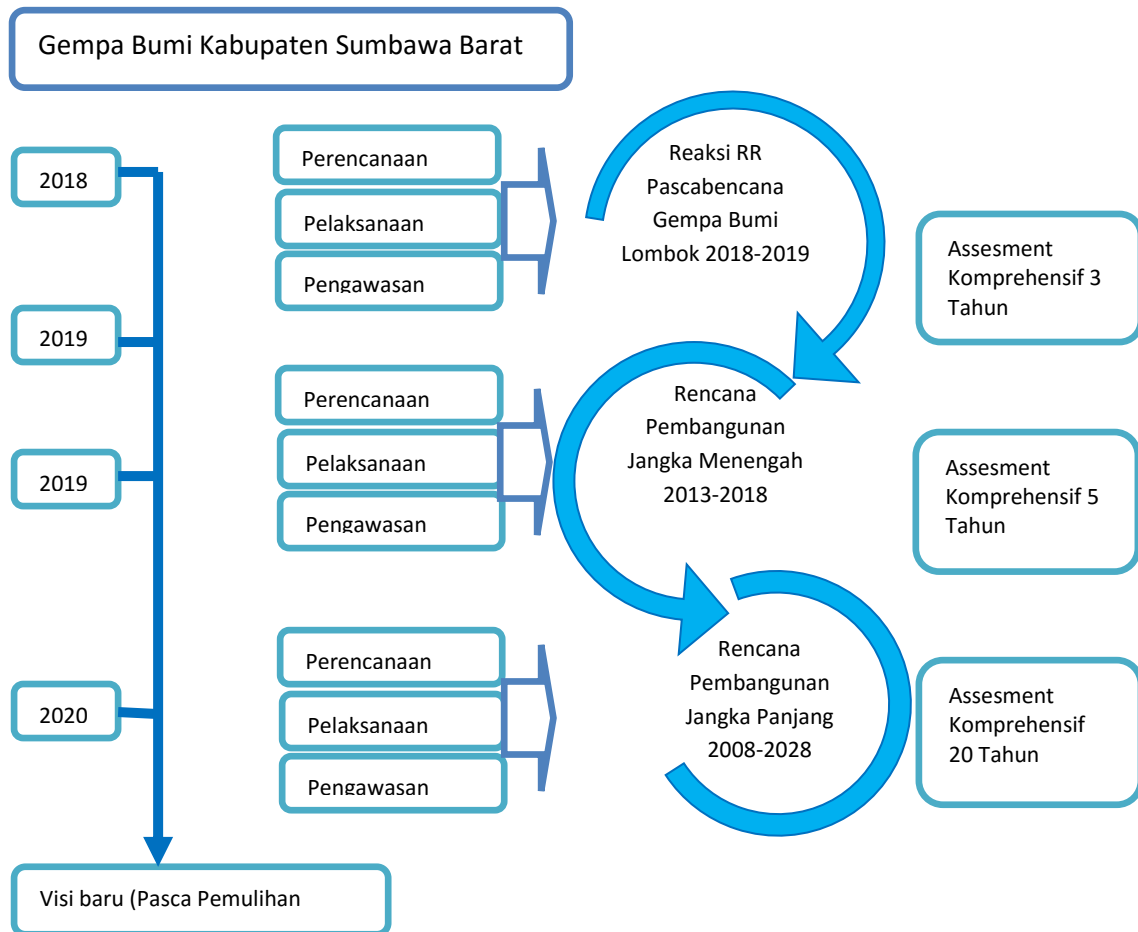 Gempa Bumi Kabupaten Sumbawa Barat
2018
2019
2019
2020
Visi baru (Pasca Pemulihan
Perencanaan
Pelaksanaan
Pengawasan
Reaksi RR
Pascabencana
Gempa Bumi
Lombok 2018-2019
Assesment
Komprehensif 3
Tahun
Perencanaan
Pelaksanaan
Pengawasan
Rencana
Pembangunan
Jangka Menengah
2013-2018
Assesment
Komprehensif 5
Tahun
Perencanaan
Pelaksanaan
Pengawasan
Rencana
Pembangunan
Jangka Panjang
2008-2028
Assesment
Komprehensif
20 Tahun